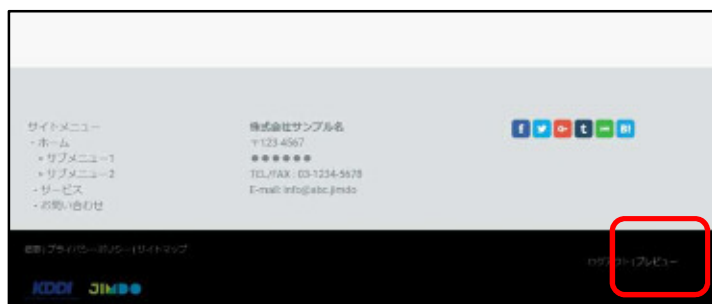 サイトメニュー
・ホーム
・サブメニュー1
・サブメニュー2
・サービス
・お問い合わせ
株式会社サンプル名
〒123-4567
●●●●●●
TEL/FAX : 03-1234-5678
E-mail: info@abc.jimdo
f t G+ t B!
概要 | プライバシーポリシー | サイトマップ
ログアウト | プレビュー
KDDI JIMDO